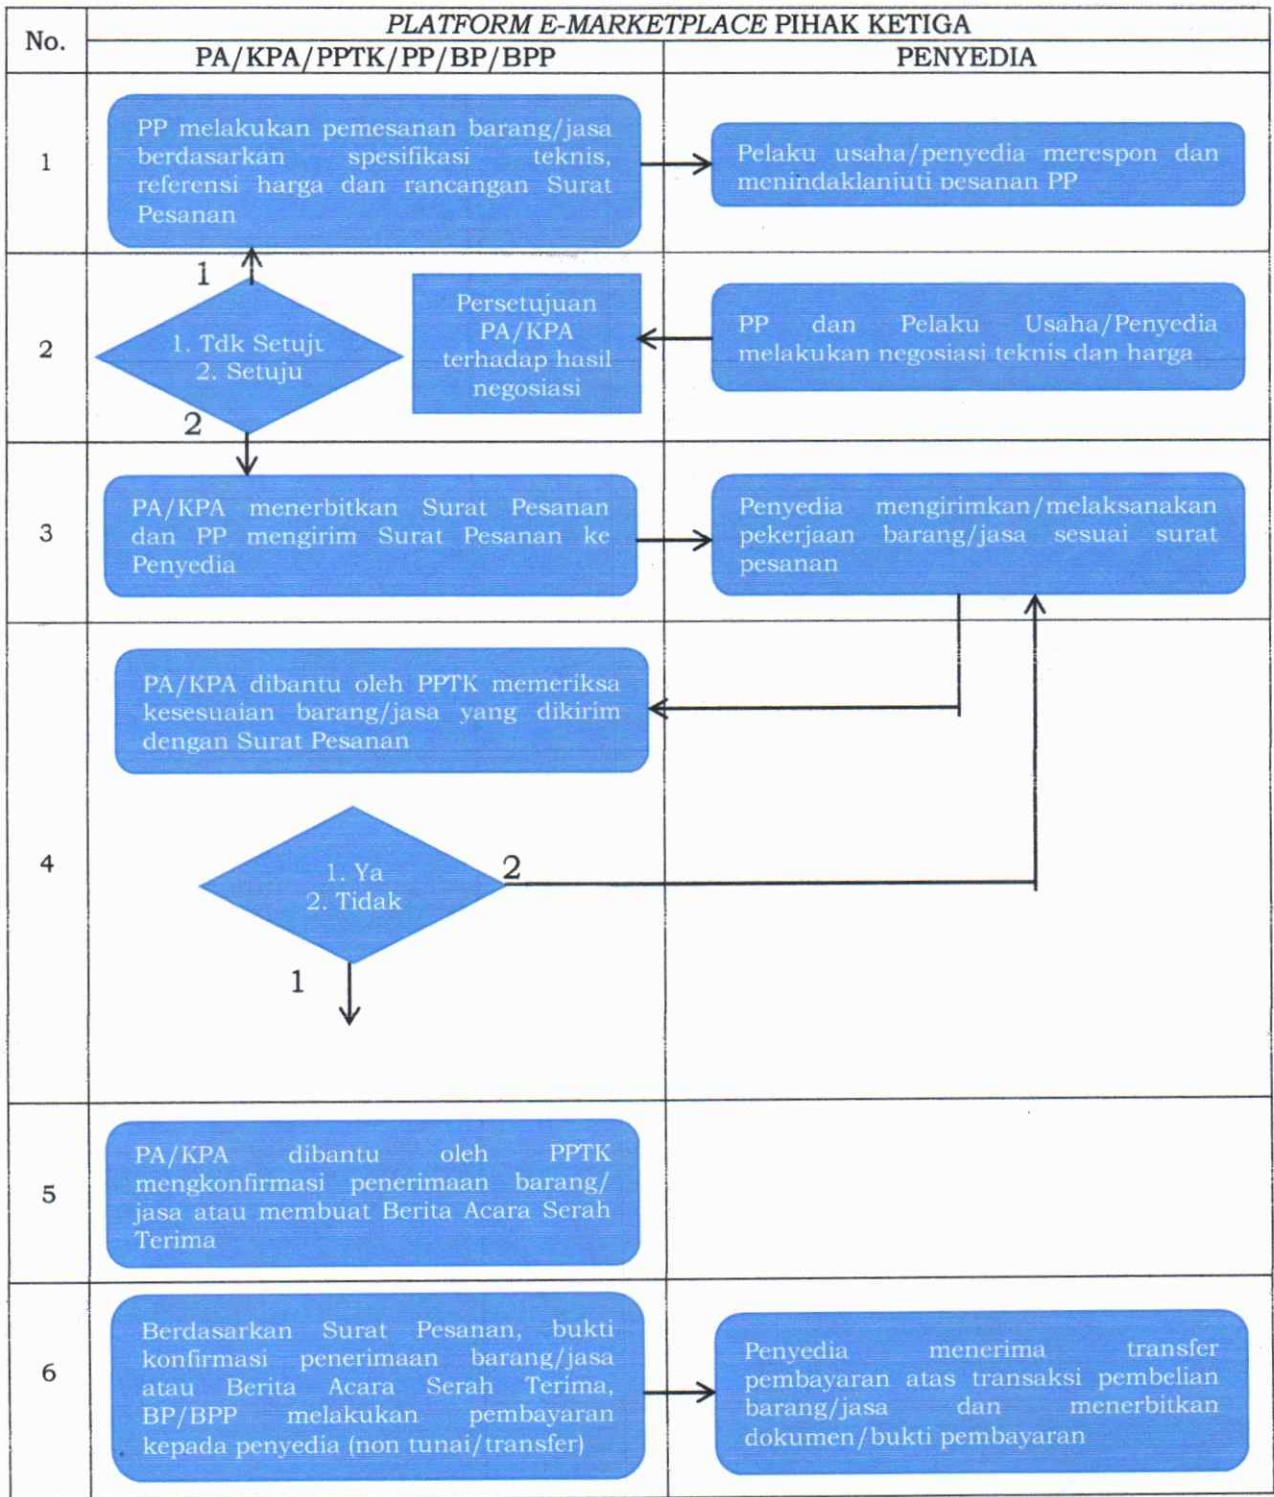 No.
PLATFORM E-MARKETPLACE PIHAK KETIGA
PA/KPA/PPTK/PP/BP/BPP
PENYEDIA
1
PP melakukan pemesanan barang/jasa
berdasarkan spesifikasi teknis,
referensi harga dan rancangan Surat
Pesanan
Pelaku usaha/penyedia merespon dan
menindaklanjuti pesanan PP
2
1
1. Tdk Setuju
2. Setuju
2
Persetujuan
PA/KPA
terhadap hasil
negosiasi
PP dan Pelaku Usaha/Penyedia
melakukan negosiasi teknis dan harga
3
PA/KPA menerbitkan Surat Pesanan
dan PP mengirim Surat Pesanan ke
Penyedia
Penyedia mengirimkan/melaksanakan
pekerjaan barang/jasa sesuai surat
pesanan
4
PA/KPA dibantu oleh PPTK memeriksa
kesesuaian barang/jasa yang dikirim
dengan Surat Pesanan
1. Ya
2. Tidak
2
1
5
PA/KPA dibantu oleh PPTK
mengkonfirmasi penerimaan barang/
jasa atau membuat Berita Acara Serah
Terima
6
Berdasarkan Surat Pesanan, bukti
konfirmasi penerimaan barang/jasa
atau Berita Acara Serah Terima,
BP/BPP melakukan pembayaran
kepada penyedia (non tunai/transfer)
Penyedia menerima transfer
pembayaran atas transaksi pembelian
barang/jasa dan menerbitkan
dokumen/bukti pembayaran